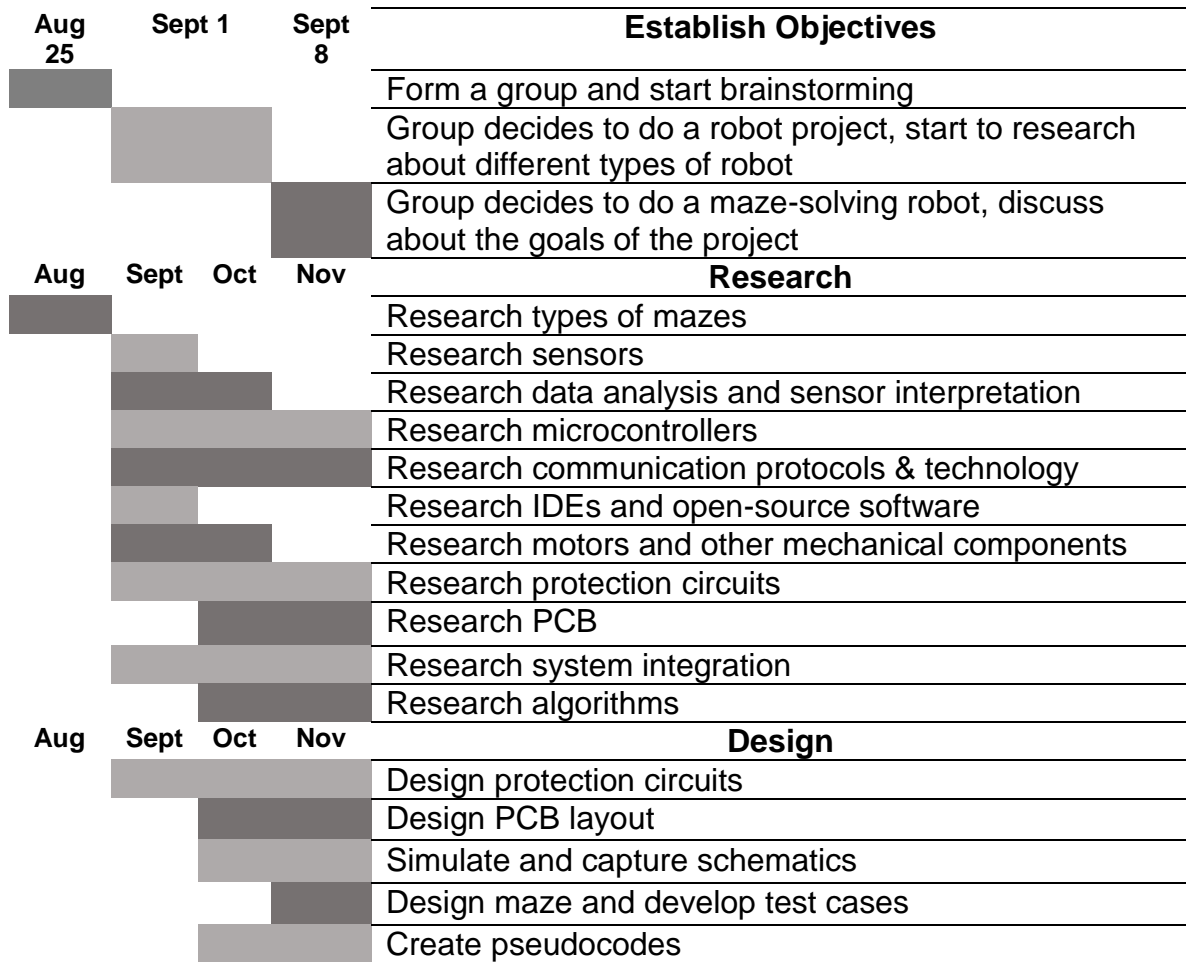 Aug 25 Sept 1 Sept 8 Establish Objectives
Form a group and start brainstorming
Group decides to do a robot project, start to research
about different types of robot
Group decides to do a maze-solving robot, discuss
about the goals of the project
Aug Sept Oct Nov Research
Research types of mazes
Research sensors
Research data analysis and sensor interpretation
Research microcontrollers
Research communication protocols & technology
Research IDEs and open-source software
Research motors and other mechanical components
Research protection circuits
Research PCB
Research system integration
Research algorithms
Aug Sept Oct Nov Design
Design protection circuits
Design PCB layout
Simulate and capture schematics
Design maze and develop test cases
Create pseudocodes